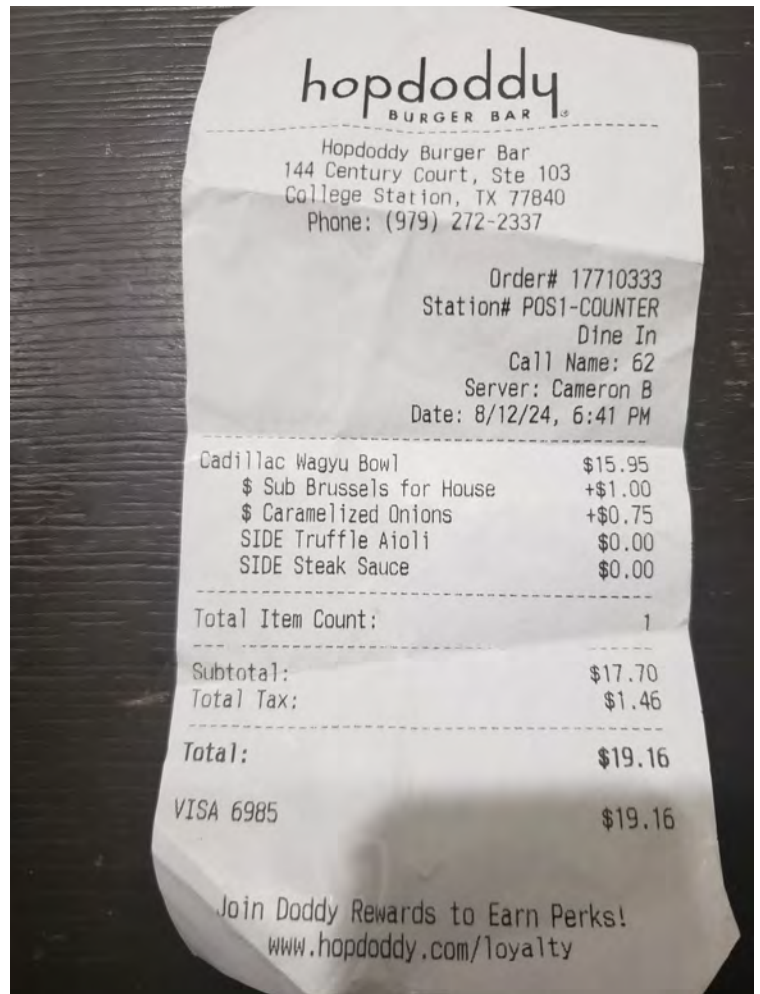 hopdoddy
BURGER BAR
Hopdoddy Burger Bar
144 Century Court, Ste 103
College Station, TX 77840
Phone: (979) 272-2337
Order# 17710333
Station# POS1-COUNTER
Dine In
Call Name: 62
Server: Cameron B
Date: 8/12/24, 6:41 PM
Cadillac Wagyu Bowl $15.95
$ Sub Brussels for House +$1.00
$ Caramelized Onions +$0.75
SIDE Truffle Aioli $0.00
SIDE Steak Sauce $0.00
Total Item Count: 1
Subtotal: $17.70
Total Tax: $1.46
Total: $19.16
VISA 6985 $19.16
Join Doddy Rewards to Earn Perks!
www.hopdoddy.com/loyalty